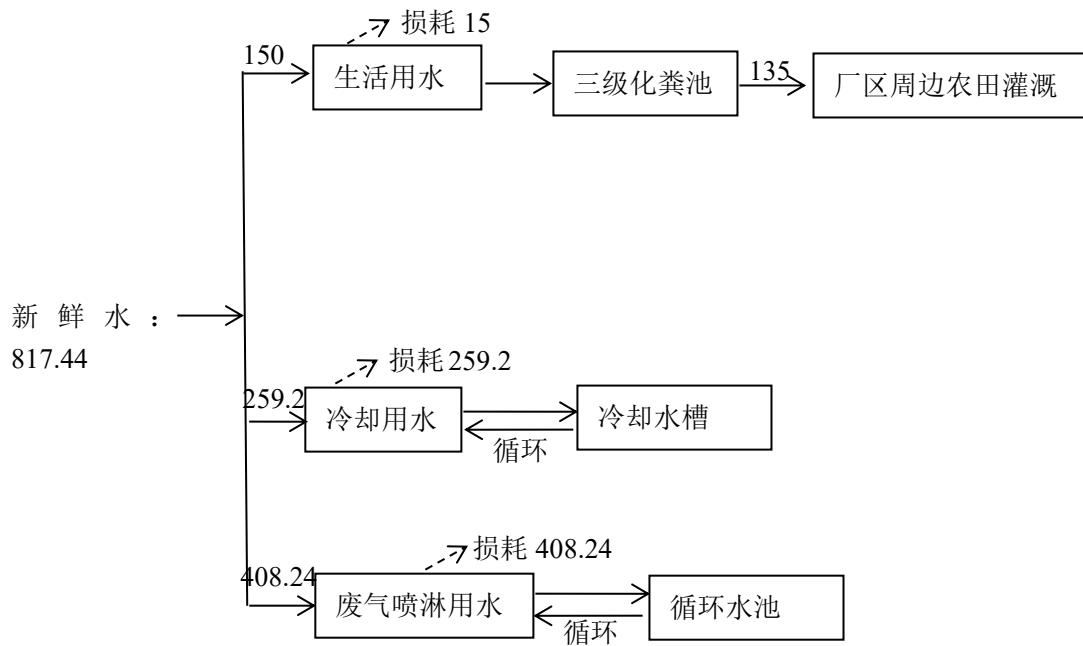 损耗 15
150
生活用水
三级化粪池
135
厂区周边农田灌溉
新鲜水：
817.44
损耗 259.2
259.2
冷却用水
循环
冷却水槽
损耗 408.24
408.24
废气喷淋用水
循环
循环水池